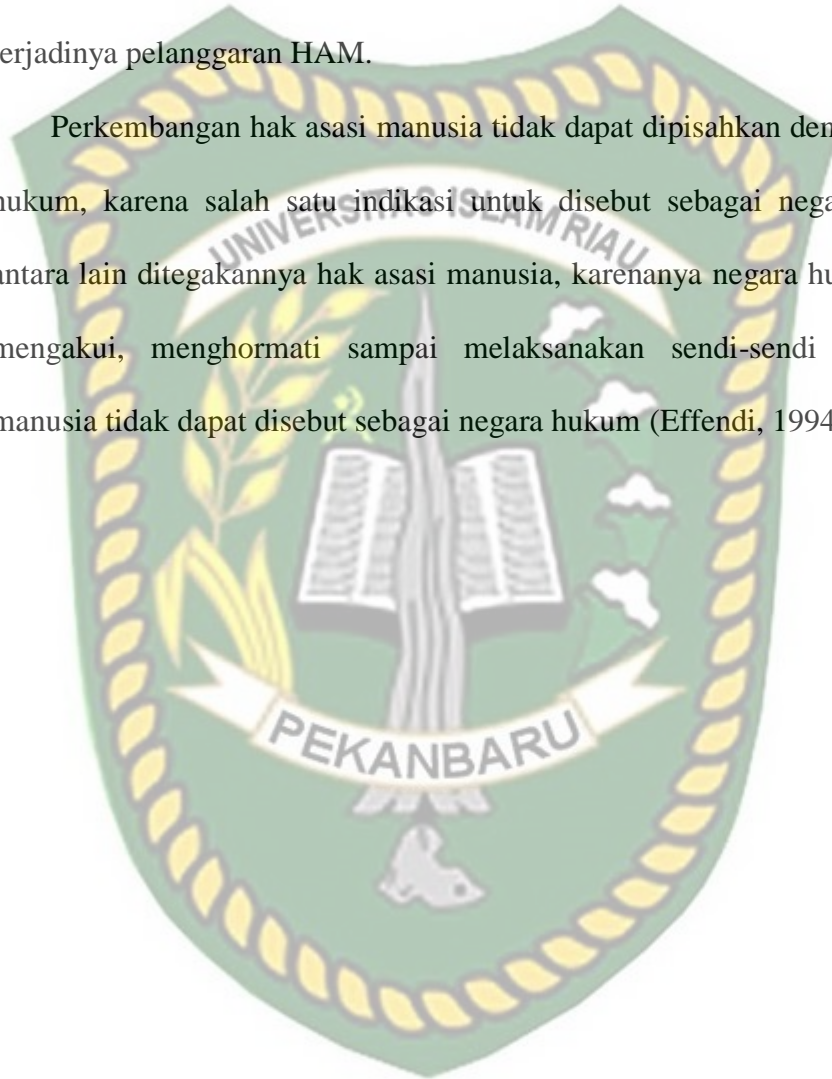 erjadinya pelanggaran HAM.
Perkembangan hak asasi manusia tidak dapat dipisahkan den
hukum, karena salah satu indikasi untuk disebut sebagai nega
UNIVERSITAS ISLAM RIAU
antara lain ditegakannya hak asasi manusia, karenanya negara hu
mengakui, menghormati sampai melaksanakan sendi-sendi
manusia tidak dapat disebut sebagai negara hukum (Effendi, 1994
PEKANBARU